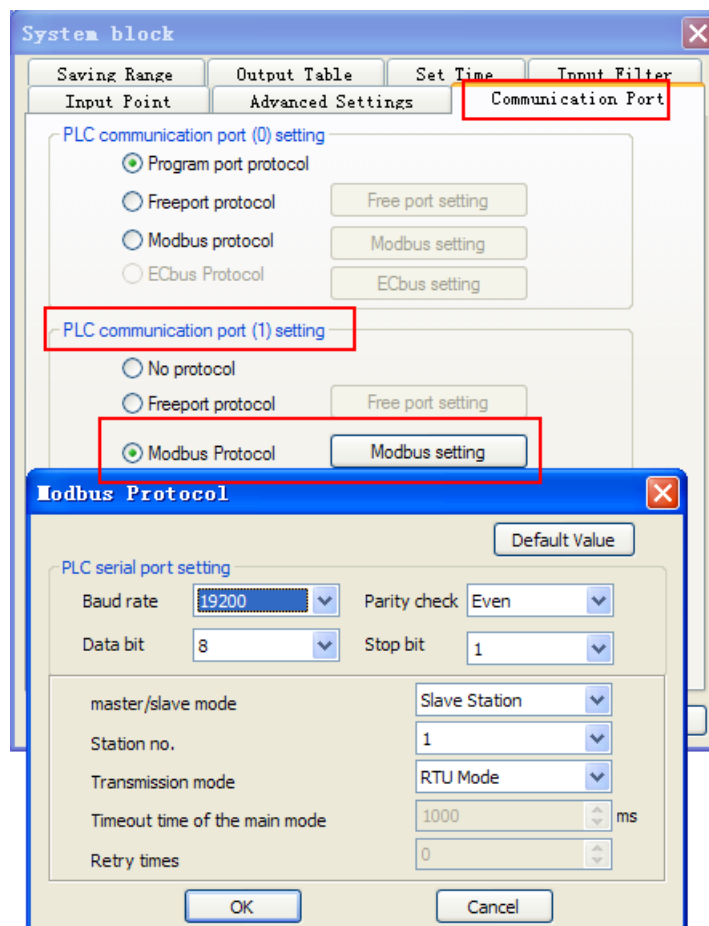 System block
Saving Range Output Table Set Time Input Filter
Input Point Advanced Settings Communication Port
PLC communication port (0) setting
Program port protocol
Freeport protocol Free port setting
Modbus protocol Modbus setting
ECbus Protocol ECbus setting
PLC communication port (1) setting
No protocol
Freeport protocol Free port setting
Modbus Protocol Modbus setting
Modbus Protocol
Default Value
PLC serial port setting
Baud rate 19200 Parity check Even
Data bit 8 Stop bit 1
master/slave mode Slave Station
Station no. 1
Transmission mode RTU Mode
Timeout time of the main mode 1000 ms
Retry times 0
OK Cancel